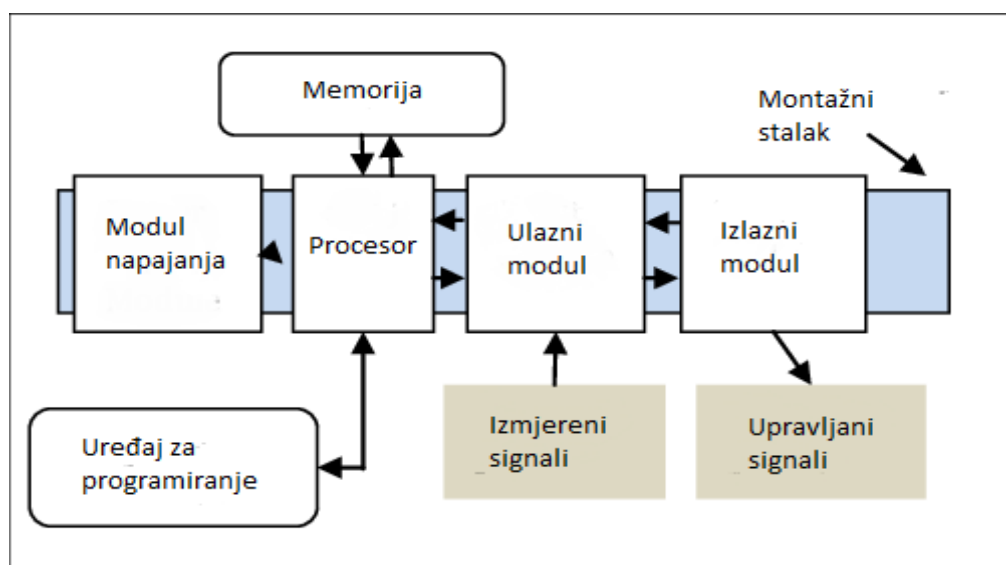 Memorija
Montažni
stalak
Modul
napajanja
Procesor
Ulazni
modul
Izlazni
modul
Uređaj za
programiranje
Izmjereni
signali
Upravljani
signali